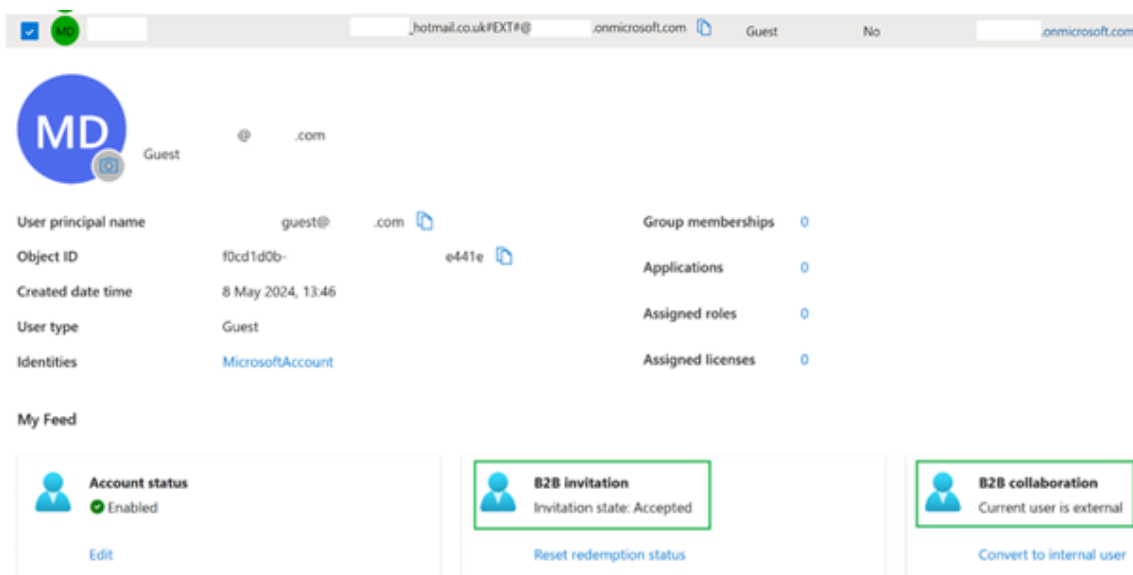 MD _hotmail.co.uk#EXT#@ .onmicrosoft.com Guest No .onmicrosoft.com
MD
@ .com
Guest
User principal name guest@ .com
Group memberships 0
Object ID f0cd1d0b- e441e
Applications 0
Created date time 8 May 2024, 13:46
Assigned roles 0
User type Guest
Identities MicrosoftAccount
Assigned licenses 0
My Feed
Account status
Enabled
Edit
B2B invitation
Invitation state: Accepted
Reset redemption status
B2B collaboration
Current user is external
Convert to internal user